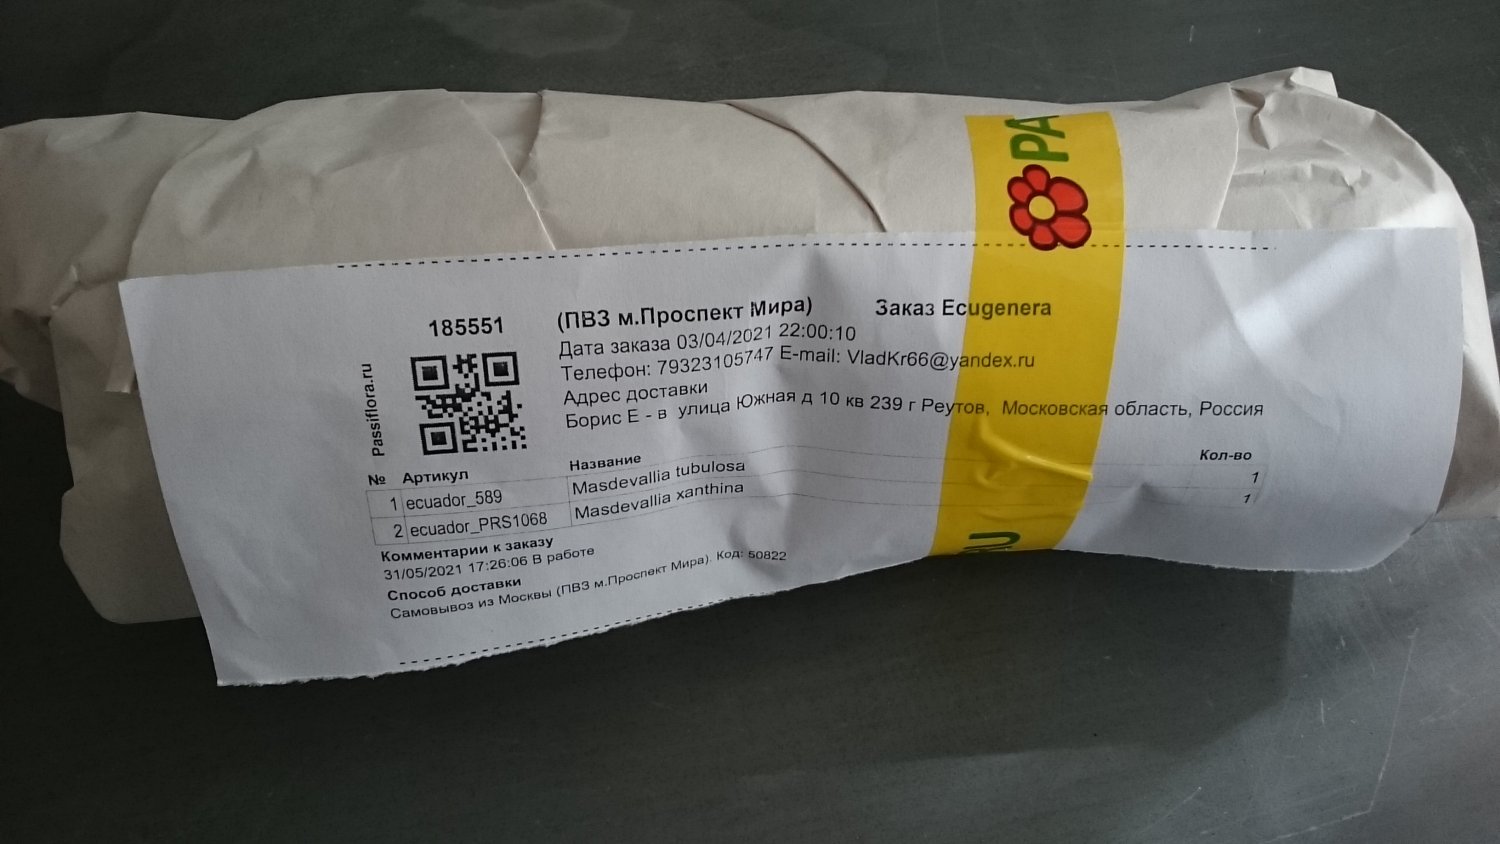 PA
185551 (ПВЗ м.Проспект Мира) Заказ Ecugenera
Дата заказа 03/04/2021 22:00:10
Телефон: 79323105747 E-mail: VladKr66@yandex.ru
Адрес доставки
Борис Е - в улица Южная д 10 кв 239 г Реутов, Московская область, Россия
Passiflora.ru
№ Артикул Название Кол-во
1 ecuador_589 Masdevallia tubulosa 1
2 ecuador_PRS1068 Masdevallia xanthina 1
Комментарии к заказу
31/05/2021 17:26:06 В работе
Способ доставки
Самовывоз из Москвы (ПВЗ м.Проспект Мира). Код: 50822
RU